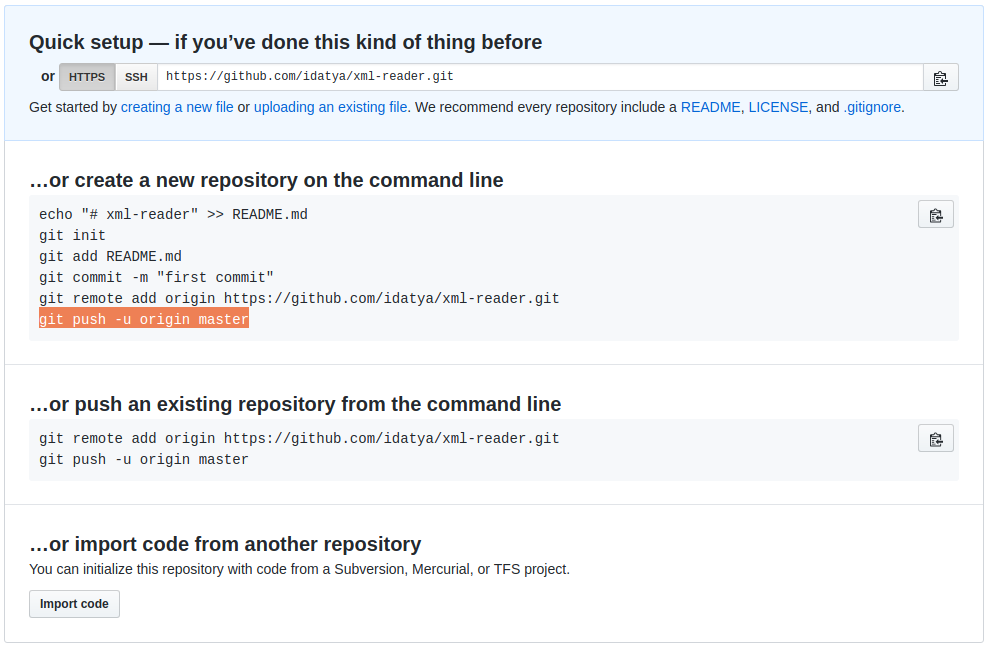 Quick setup — if you’ve done this kind of thing before
or HTTPS SSH https://github.com/idatya/xml-reader.git
Get started by creating a new file or uploading an existing file. We recommend every repository include a README, LICENSE, and .gitignore.
…or create a new repository on the command line
echo "# xml-reader" >> README.md
git init
git add README.md
git commit -m "first commit"
git remote add origin https://github.com/idatya/xml-reader.git
git push -u origin master
…or push an existing repository from the command line
git remote add origin https://github.com/idatya/xml-reader.git
git push -u origin master
…or import code from another repository
You can initialize this repository with code from a Subversion, Mercurial, or TFS project.
Import code